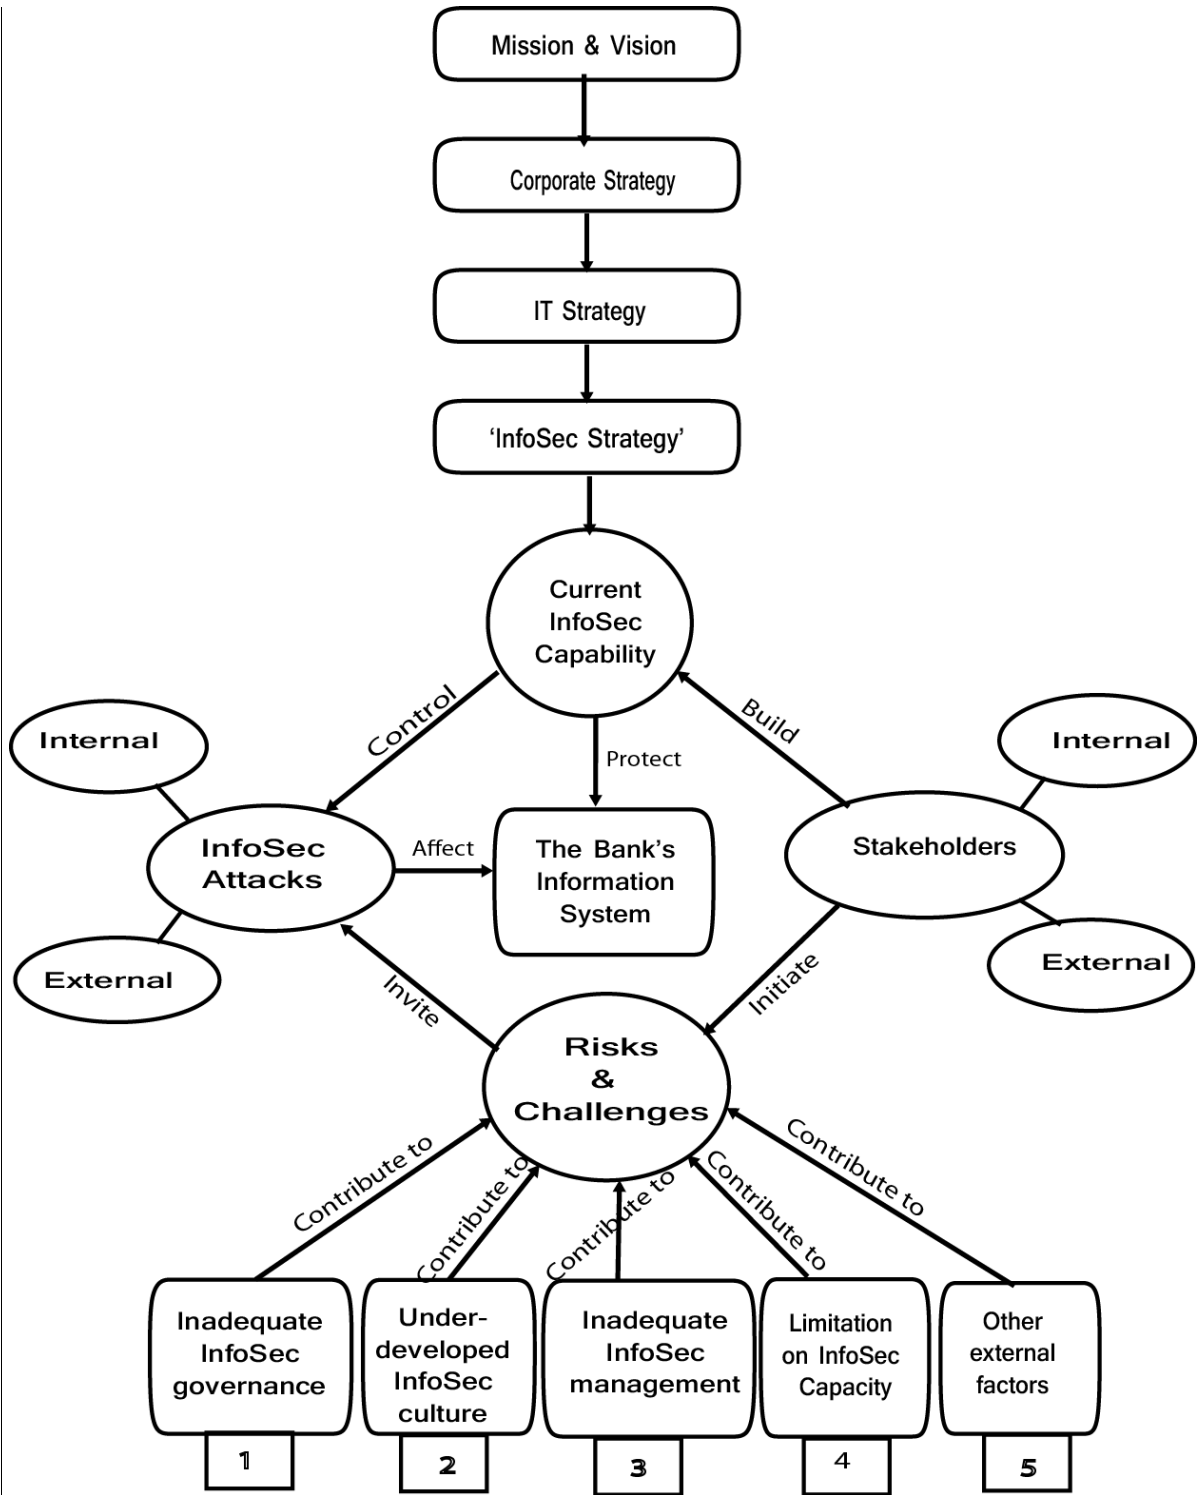 Mission & Vision
Corporate Strategy
IT Strategy
‘InfoSec Strategy’
Current
InfoSec
Capability
Control
Build
Protect
Internal
Internal
InfoSec
Attacks
Affect
The Bank’s
Information
System
Stakeholders
External
External
Invite
Initiate
Risks
&
Challenges
Contribute to
Contribute to
Contribute to
Contribute to
Contribute to
Inadequate
InfoSec
governance
Under-
developed
InfoSec
culture
Inadequate
InfoSec
management
Limitation
on InfoSec
Capacity
Other
external
factors
1
2
3
4
5